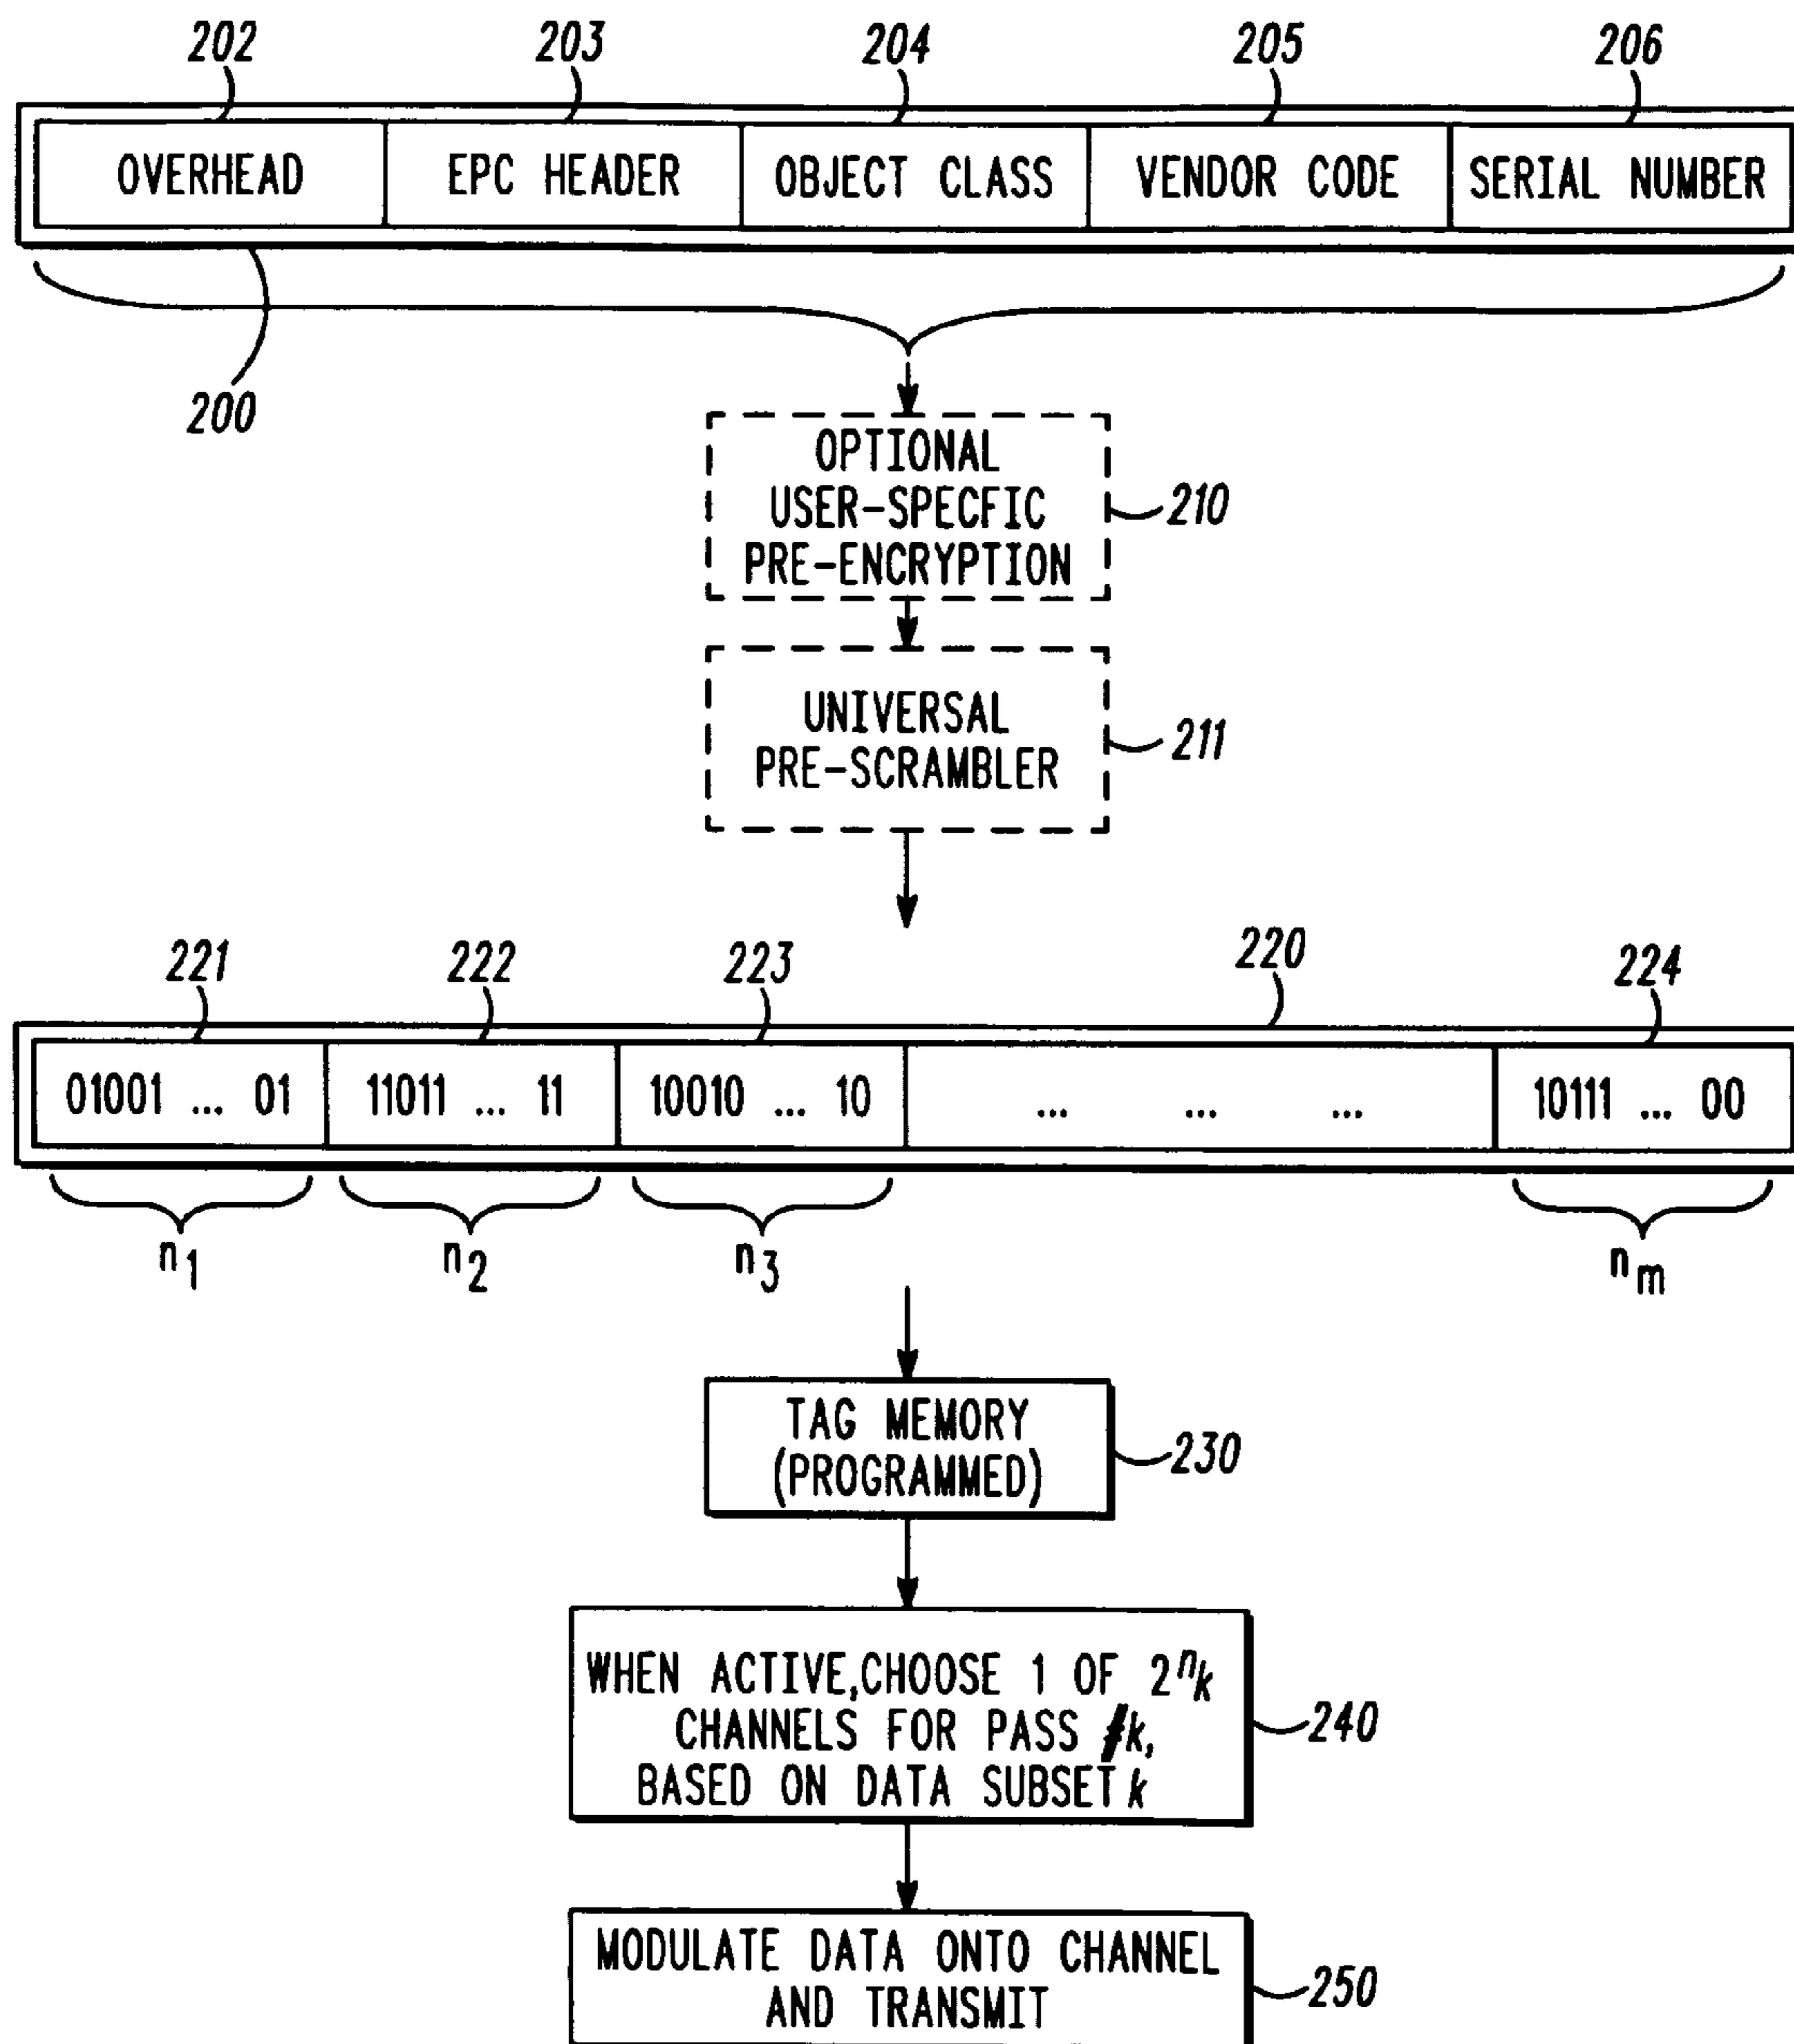 202 203 204 205 206
OVERHEAD EPC HEADER OBJECT CLASS VENDOR CODE SERIAL NUMBER
200
OPTIONAL
USER-SPECFIC
PRE-ENCRYPTION
210
UNIVERSAL
PRE-SCRAMBLER
211
221 222 223 220 224
01001 ... 01 11011 ... 11 10010 ... 10 ... ... ... 10111 ... 00
n1 n2 n3 nm
TAG MEMORY
(PROGRAMMED)
230
WHEN ACTIVE,CHOOSE 1 OF 2^nk
CHANNELS FOR PASS #k,
BASED ON DATA SUBSET k
240
MODULATE DATA ONTO CHANNEL
AND TRANSMIT
250